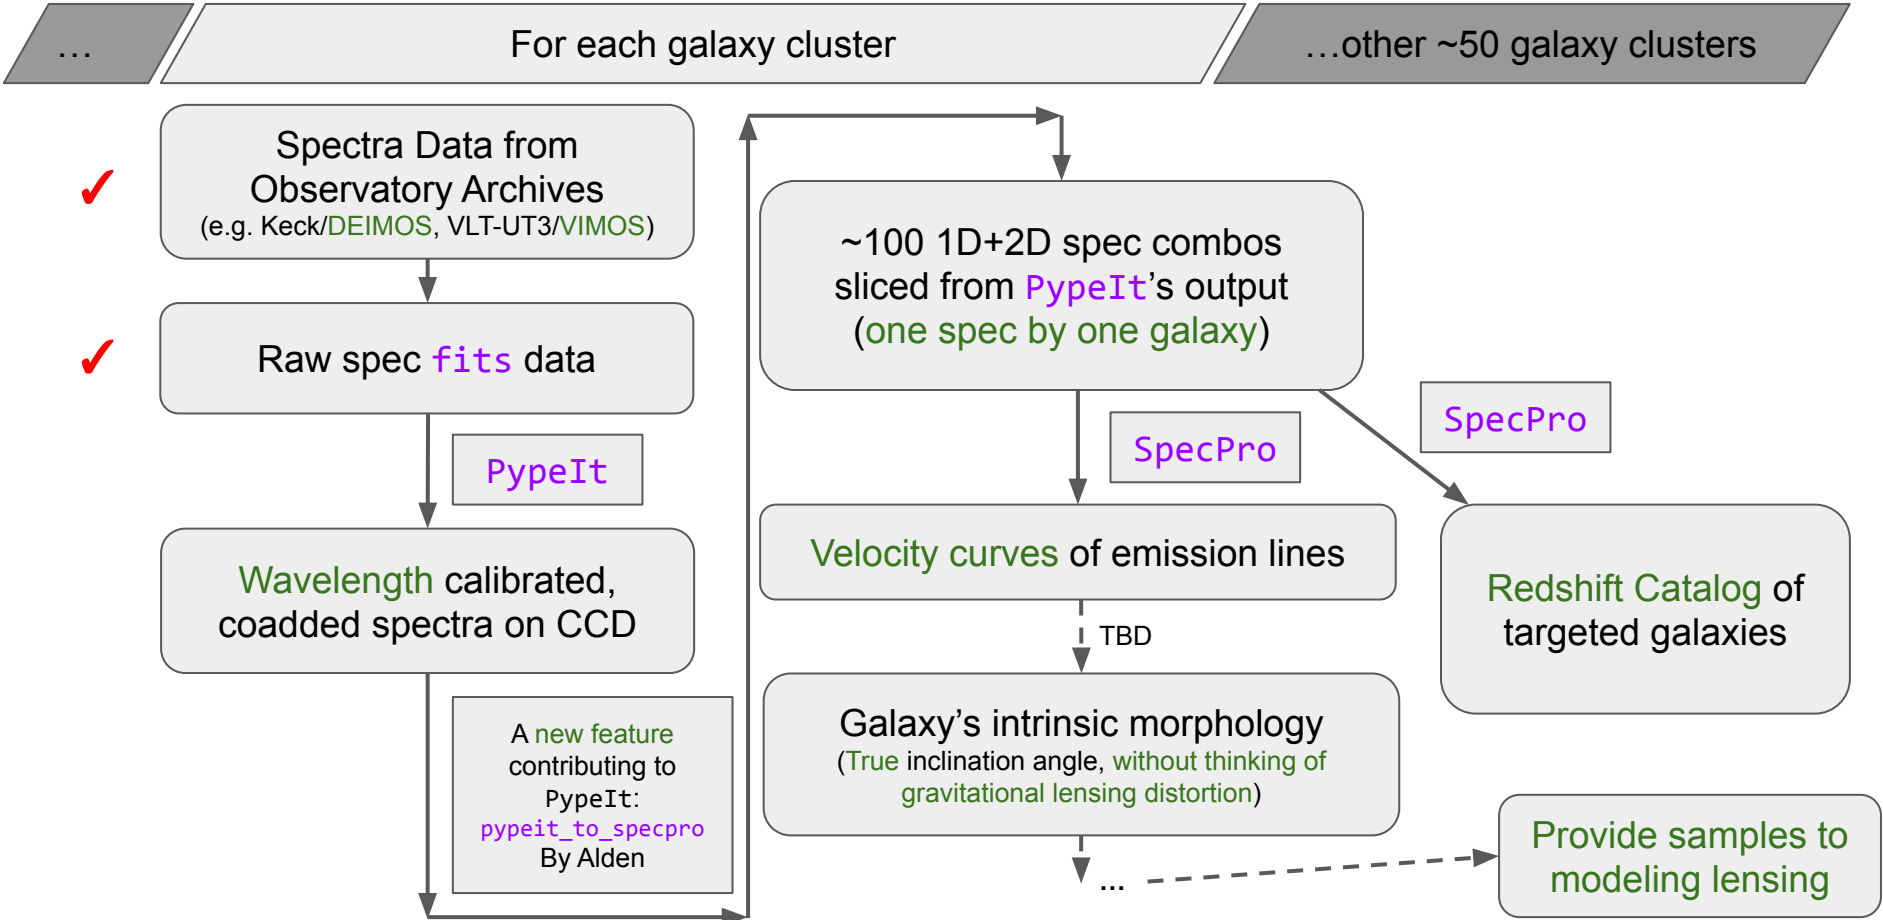 …
For each galaxy cluster
…other ~50 galaxy clusters
Spectra Data from
Observatory Archives
(e.g. Keck/DEIMOS, VLT-UT3/VIMOS)
Raw spec fits data
PypeIt
Wavelength calibrated,
coadded spectra on CCD
A new feature
contributing to
PypeIt:
pypeit_to_specpro
By Alden
~100 1D+2D spec combos
sliced from PypeIt’s output
(one spec by one galaxy)
SpecPro
SpecPro
Velocity curves of emission lines
Redshift Catalog of
targeted galaxies
TBD
Galaxy’s intrinsic morphology
(True inclination angle, without thinking of
gravitational lensing distortion)
...
Provide samples to
modeling lensing